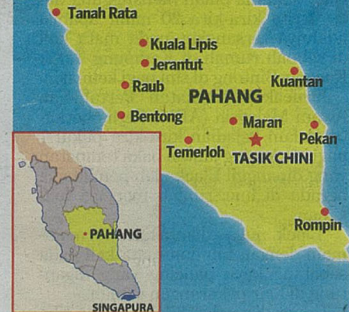 Tanah Rata
Kuala Lipis
Jerantut
Raub
Kuantan
PAHANG
Bentong
Maran
Pekan
Temerloh
TASIK CHINI
Rompin
PAHANG
SINGAPURA